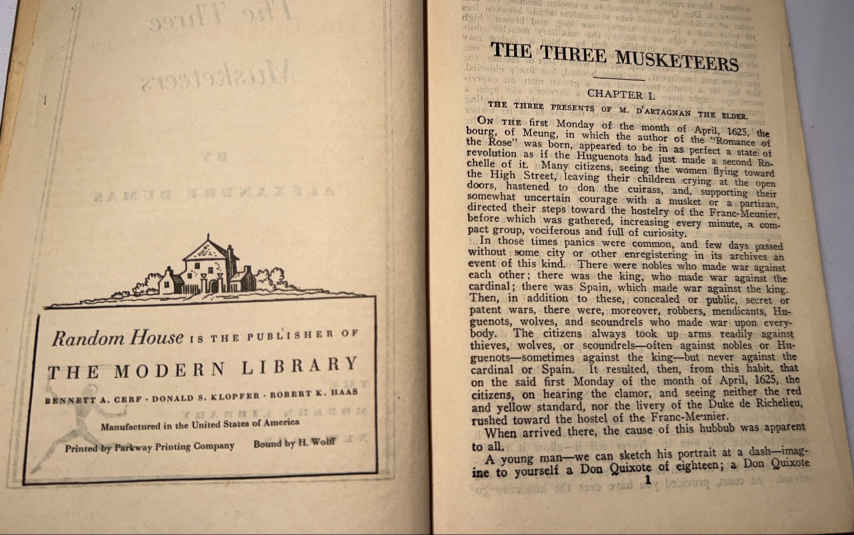 The Three
Musketeers
BY
ALEXANDRE DUMAS
Random House IS THE PUBLISHER OF
THE MODERN LIBRARY
BENNETT A. CERF · DONALD S. KLOPFER · ROBERT K. HAAS
Manufactured in the United States of America
Printed by Parkway Printing Company Bound by H. Wolff
THE THREE MUSKETEERS
CHAPTER I.
THE THREE PRESENTS OF M. D'ARTAGNAN THE ELDER.
ON THE first Monday of the month of April, 1625, the
bourg, of Meung, in which the author of the "Romance of
the Rose" was born, appeared to be in as perfect a state of
revolution as if the Huguenots had just made a second Ro-
chelle of it. Many citizens, seeing the women flying toward
the High Street, leaving their children crying at the open
doors, hastened to don the cuirass, and, supporting their
somewhat uncertain courage with a musket or a partizan,
directed their steps toward the hostelry of the Franc-Meunier,
before which was gathered, increasing every minute, a com-
pact group, vociferous and full of curiosity.
In those times panics were common, and few days passed
without some city or other enregistering in its archives an
event of this kind. There were nobles who made war against
each other; there was the king, who made war against the
cardinal; there was Spain, which made war against the king.
Then, in addition to these, concealed or public, secret or
patent wars, there were, moreover, robbers, mendicants, Hu-
guenots, wolves, and scoundrels who made war upon every-
body. The citizens always took up arms readily against
thieves, wolves, or scoundrels—often against nobles or Hu-
guenots—sometimes against the king—but never against the
cardinal or Spain. It resulted, then, from this habit, that
on the said first Monday of the month of April, 1625, the
citizens, on hearing the clamor, and seeing neither the red
and yellow standard, nor the livery of the Duke de Richelieu,
rushed toward the hostel of the Franc-Meunier.
When arrived there, the cause of this hubbub was apparent
to all.
A young man—we can sketch his portrait at a dash—imag-
ine to yourself a Don Quixote of eighteen; a Don Quixote
1